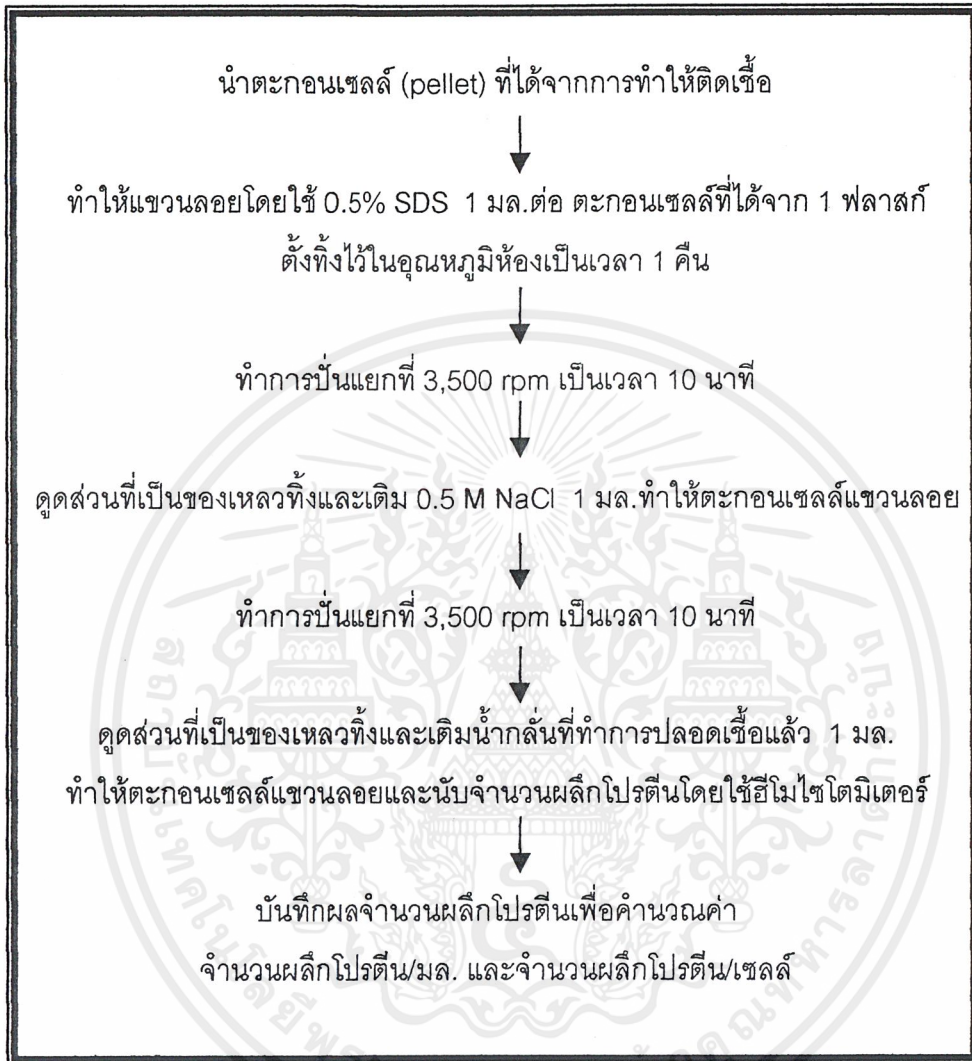 นำตะกอนเซลล์ (pellet) ที่ได้จากการทำให้ติดเชื้อ
ทำให้แขวนลอยโดยใช้ 0.5% SDS 1 มล.ต่อ ตะกอนเซลล์ที่ได้จาก 1 ฟลาสก์
ตั้งทิ้งไว้ในอุณหภูมิห้องเป็นเวลา 1 คืน
ทำการปั่นแยกที่ 3,500 rpm เป็นเวลา 10 นาที
ดูดส่วนที่เป็นของเหลวทิ้งและเติม 0.5 M NaCl 1 มล.ทำให้ตะกอนเซลล์แขวนลอย
ทำการปั่นแยกที่ 3,500 rpm เป็นเวลา 10 นาที
ดูดส่วนที่เป็นของเหลวทิ้งและเติมน้ำกลั่นที่ทำการปลอดเชื้อแล้ว 1 มล.
ทำให้ตะกอนเซลล์แขวนลอยและนับจำนวนผลึกโปรตีนโดยใช้ฮีโมไซโตมิเตอร์
บันทึกผลจำนวนผลึกโปรตีนเพื่อคำนวณค่า
จำนวนผลึกโปรตีน/มล. และจำนวนผลึกโปรตีน/เซลล์